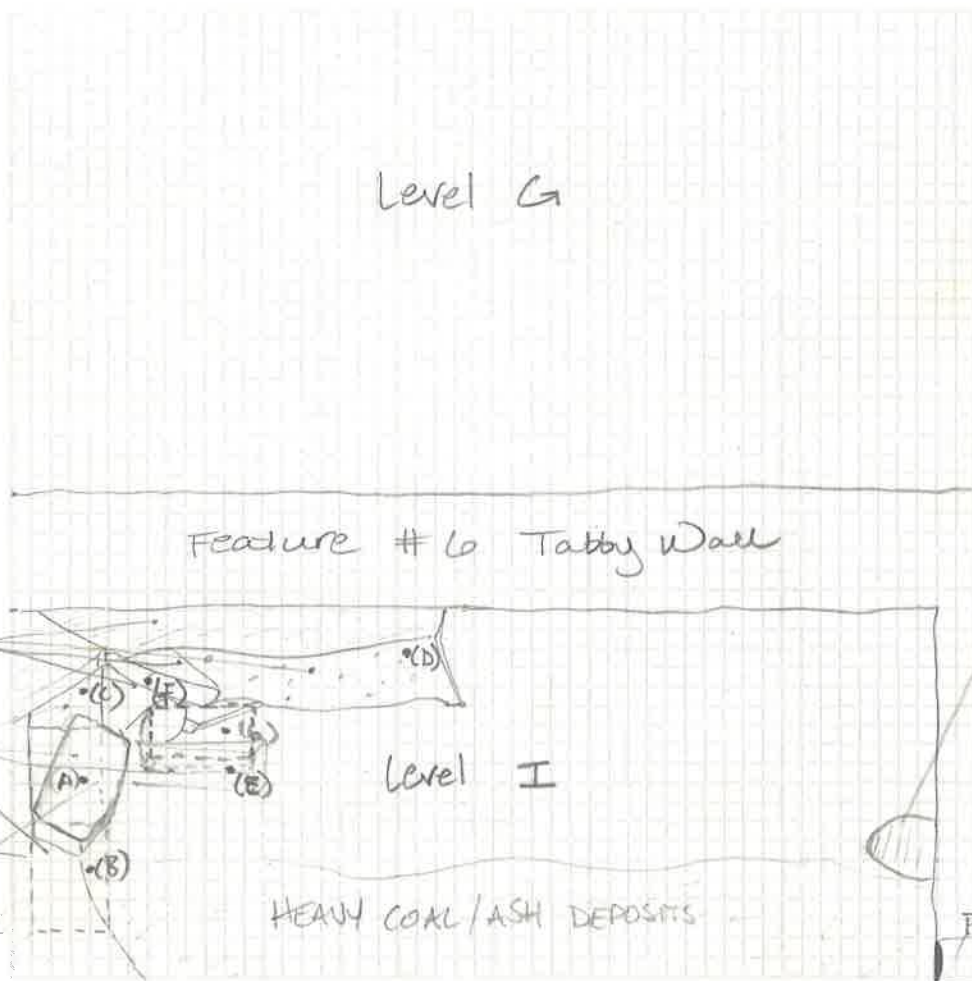 Level G
Feature #6 Tabby Wall
•(D)
•(C)
•(F)
A•
•(E)
Level I
•(B)
HEAVY COAL/ASH DEPOSITS